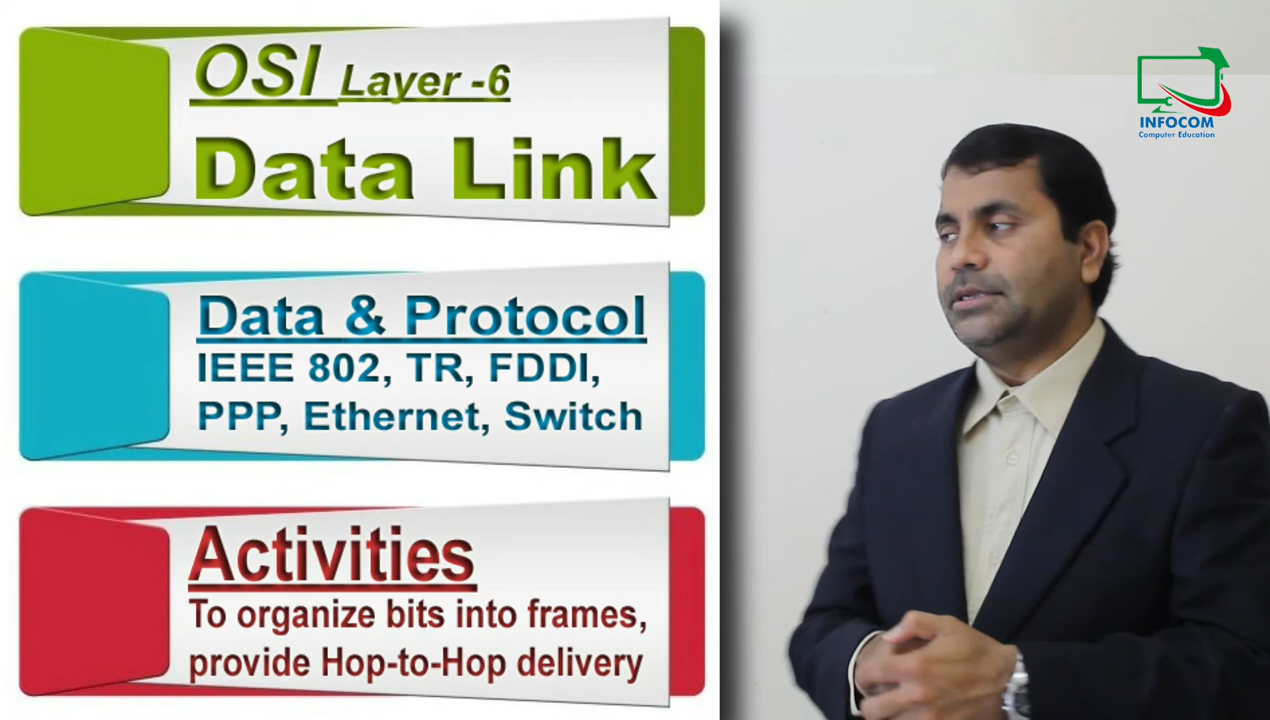 OSI Layer -6
Data Link
Data & Protocol
IEEE 802, TR, FDDI,
PPP, Ethernet, Switch
Activities
To organize bits into frames,
provide Hop-to-Hop delivery
INFOCOM
Computer Education